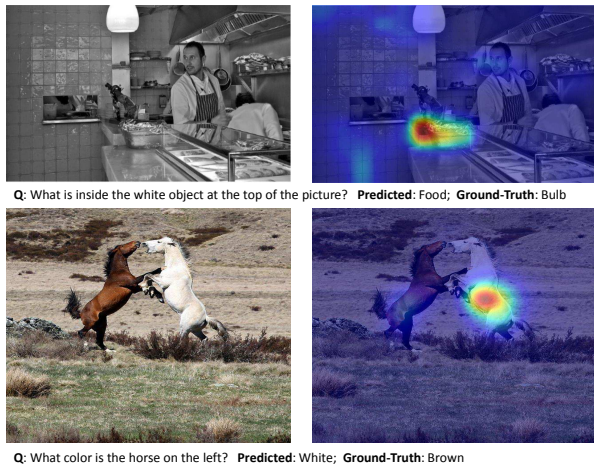 Q: What is inside the white object at the top of the picture? Predicted: Food; Ground-Truth: Bulb
Q: What color is the horse on the left? Predicted: White; Ground-Truth: Brown